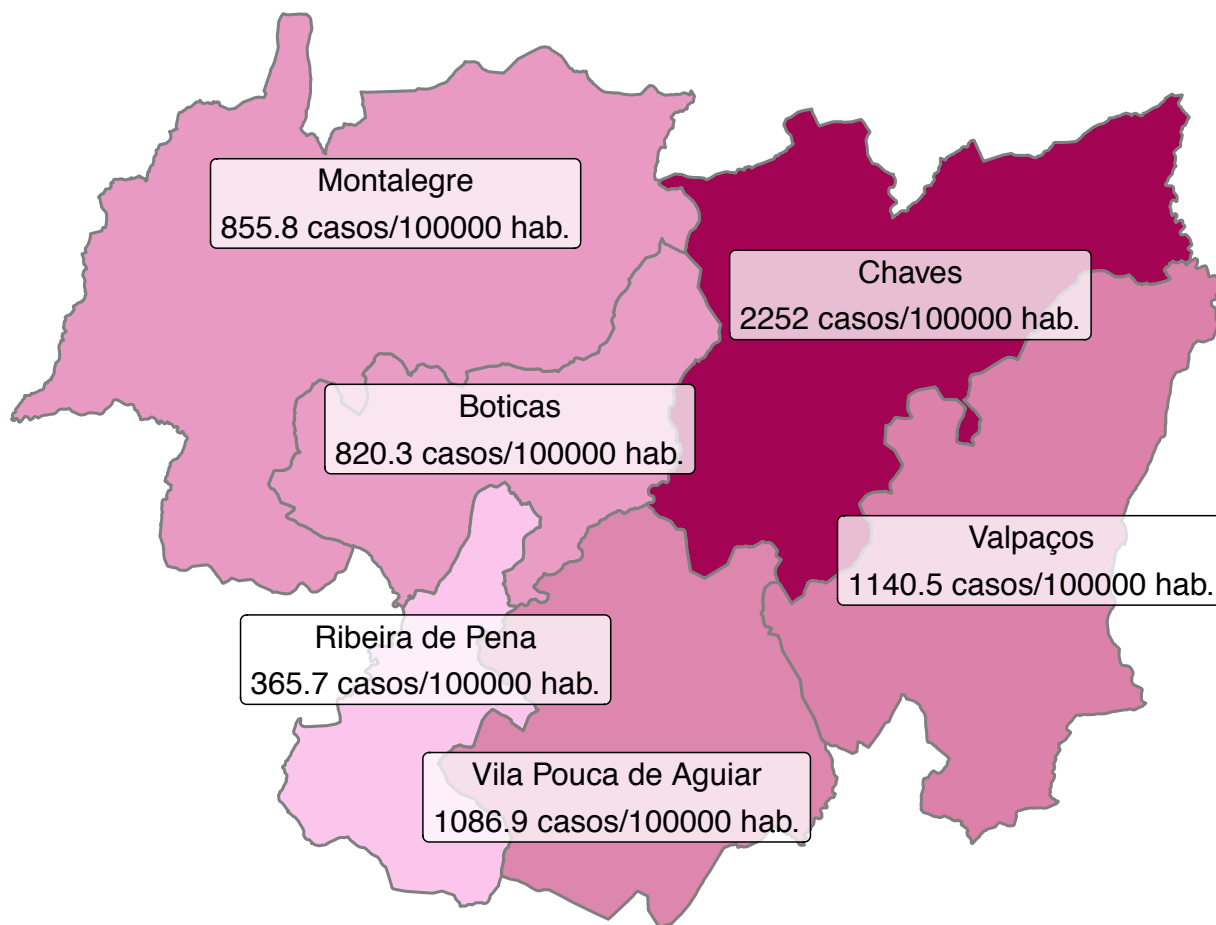 Montalegre
855.8 casos/100000 hab.
Chaves
2252 casos/100000 hab.
Boticas
820.3 casos/100000 hab.
Valpaços
1140.5 casos/100000 hab.
Ribeira de Pena
365.7 casos/100000 hab.
Vila Pouca de Aguiar
1086.9 casos/100000 hab.